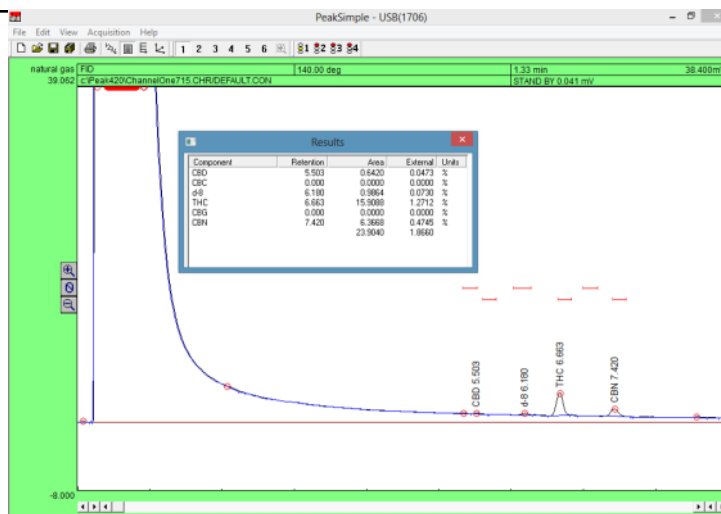 PeakSimple - USB(1706)
File Edit View Acquisition Help
1 2 3 4 5 6 1 2 3 4
natural gas FID 140.00 deg 1.33 min 38.400mV
39.062 c:\Peak420\ChannelOne715.CHR/DEFAULT.CON STAND BY 0.041 mV
Results
Component Retention Area External Units
CBD 5.503 0.6420 0.0473 %
CBC 0.000 0.0000 0.0000 %
d-8 6.180 0.9864 0.0730 %
THC 6.663 15.9088 1.2712 %
CBG 0.000 0.0000 0.0000 %
CBN 7.420 6.3668 0.4745 %
23.9040 1.8660
CBD 5.503
d-8 6.180
THC 6.663
CBN 7.420
-8.000